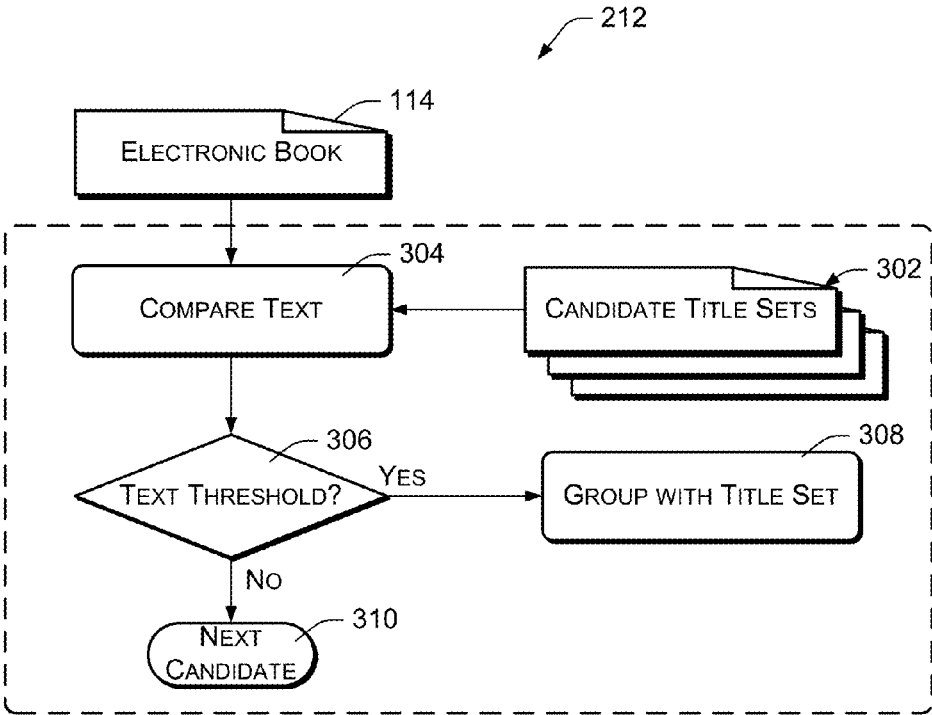 212
114
ELECTRONIC BOOK
304
COMPARE TEXT
302
CANDIDATE TITLE SETS
306
TEXT THRESHOLD?
YES
308
GROUP WITH TITLE SET
NO
310
NEXT
CANDIDATE